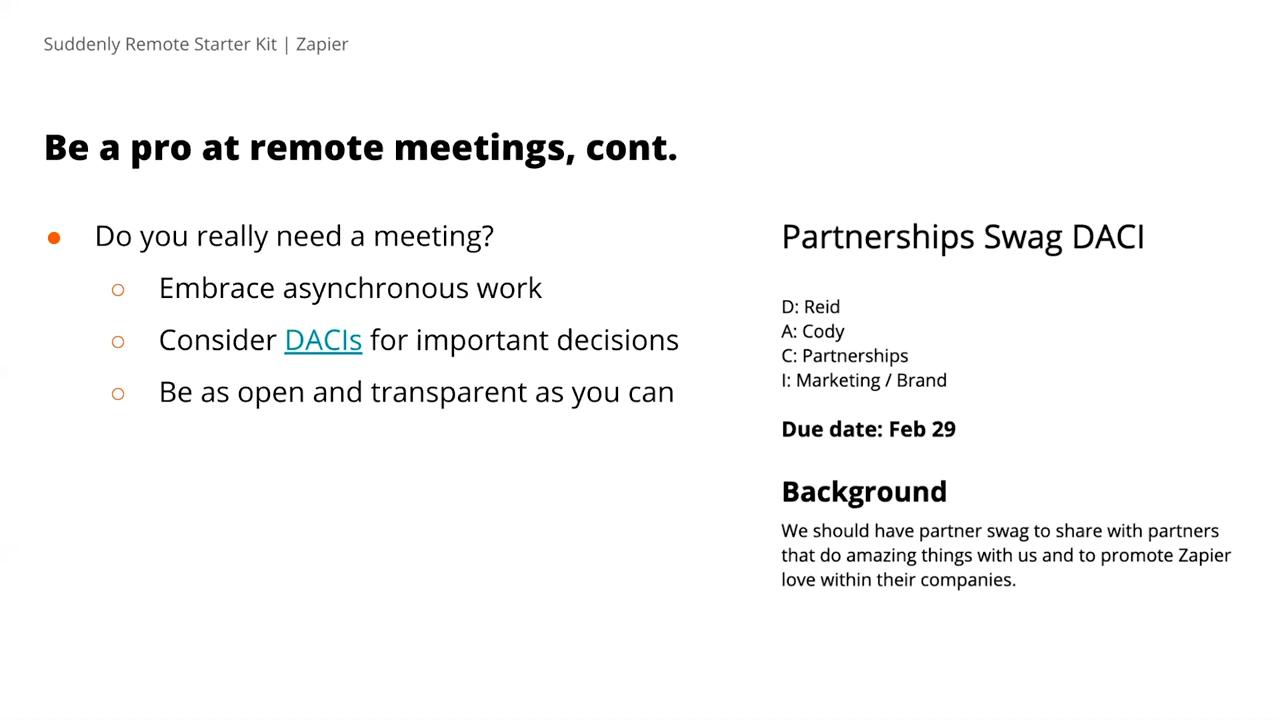 Suddenly Remote Starter Kit | Zapier
Be a pro at remote meetings, cont.
Do you really need a meeting?
Embrace asynchronous work
Consider DACIs for important decisions
Be as open and transparent as you can
Partnerships Swag DACI
D: Reid
A: Cody
C: Partnerships
I: Marketing / Brand
Due date: Feb 29
Background
We should have partner swag to share with partners
that do amazing things with us and to promote Zapier
love within their companies.